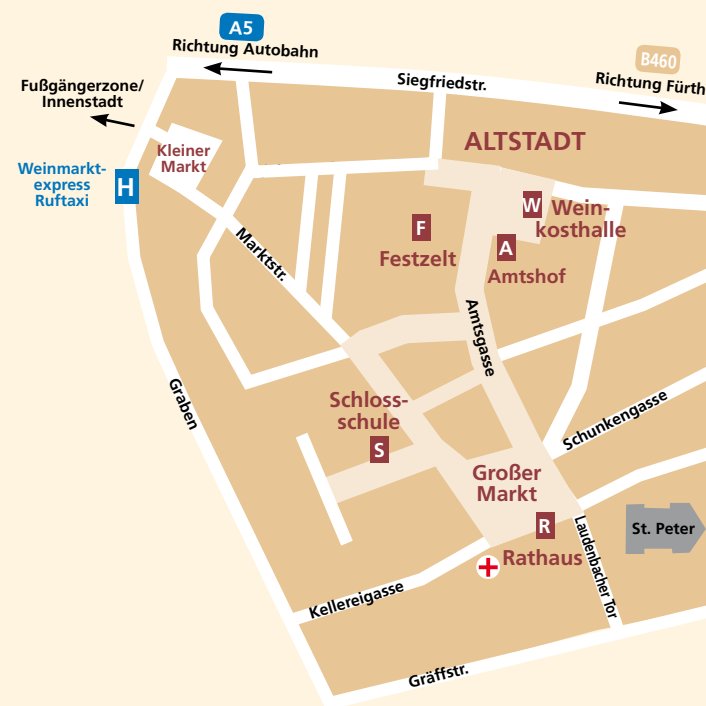 A5
Richtung Autobahn
B460
Richtung Fürth
Siegfriedstr.
Fußgängerzone/
Innenstadt
ALTSTADT
Kleiner
Markt
Weinmarkt-
express
Ruftaxi
H
W
Wein-
kosthalle
F
Festzelt
A
Amtshof
Marktstr.
Amtsgasse
Graben
Schloss-
schule
S
Schunkengasse
Großer
Markt
R
Rathaus
St. Peter
Laudenbacher Tor
Kellereigasse
Gräffstr.